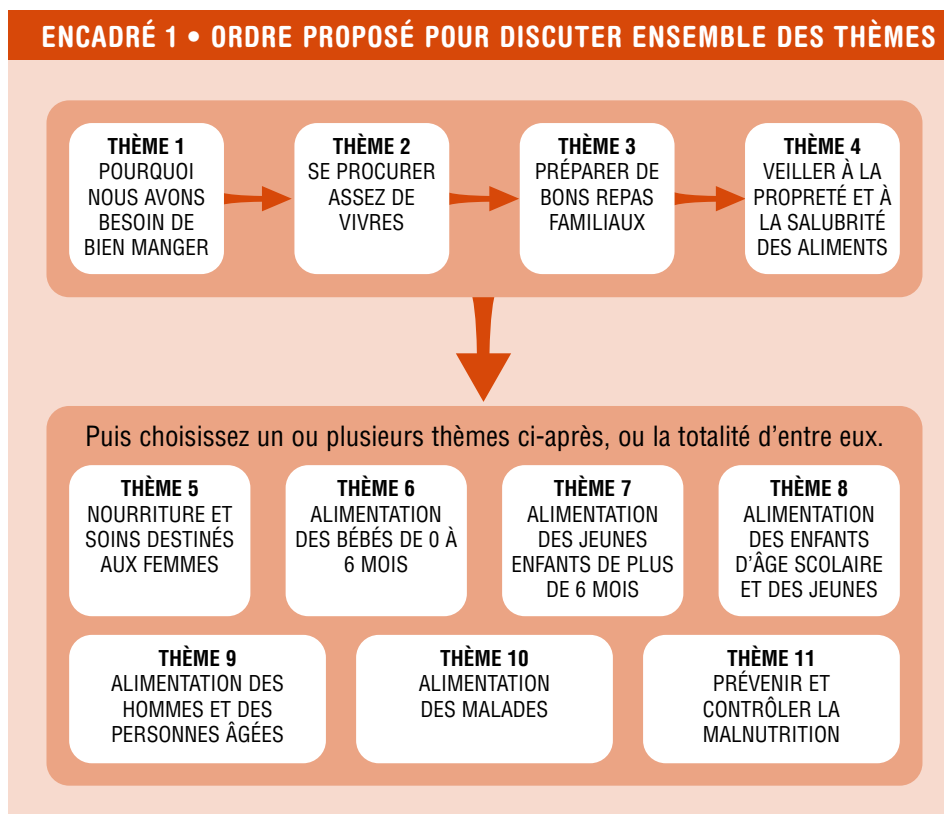 ENCADRÉ 1 • ORDRE PROPOSÉ POUR DISCUTER ENSEMBLE DES THÈMES
THÈME 1
POURQUOI
NOUS AVONS
BESOIN DE
BIEN MANGER
THÈME 2
SE PROCURER
ASSEZ DE
VIVRES
THÈME 3
PRÉPARER DE
BONS REPAS
FAMILIAUX
THÈME 4
VEILLER À LA
PROPRETÉ ET À
LA SALUBRITÉ
DES ALIMENTS
Puis choisissez un ou plusieurs thèmes ci-après, ou la totalité d’entre eux.
THÈME 5
NOURRITURE ET
SOINS DESTINÉS
AUX FEMMES
THÈME 6
ALIMENTATION
DES BÉBÉS DE 0 À
6 MOIS
THÈME 7
ALIMENTATION
DES JEUNES
ENFANTS DE PLUS
DE 6 MOIS
THÈME 8
ALIMENTATION
DES ENFANTS
D’ÂGE SCOLAIRE
ET DES JEUNES
THÈME 9
ALIMENTATION DES
HOMMES ET DES
PERSONNES ÂGÉES
THÈME 10
ALIMENTATION
DES MALADES
THÈME 11
PRÉVENIR ET
CONTRÔLER LA
MALNUTRITION